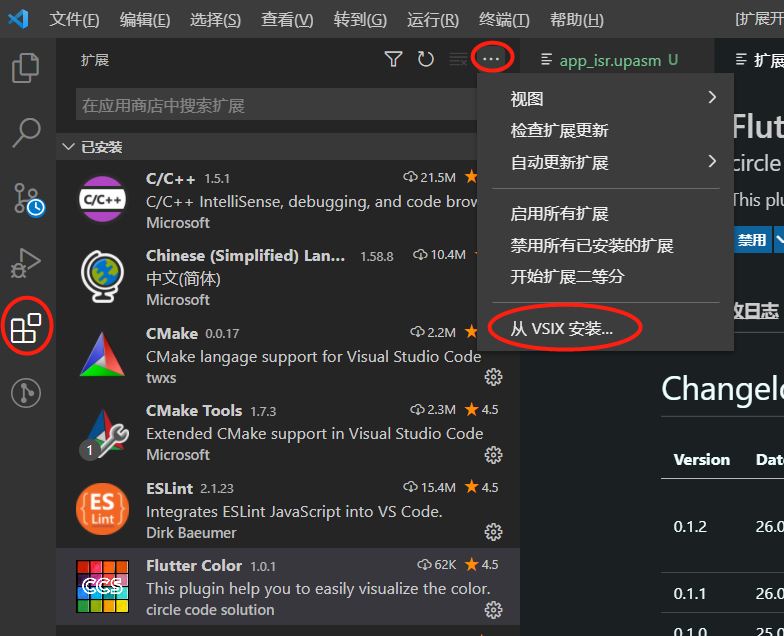 文件(F) 编辑(E) 选择(S) 查看(V) 转到(G) 运行(R) 终端(T) 帮助(H) [扩展开
扩展
app_isr.upasm U
扩展
在应用商店中搜索扩展
已安装
C/C++ 1.5.1 21.5M
C/C++ IntelliSense, debugging, and code brow
Microsoft
Chinese (Simplified) Lan... 1.58.8 10.4M
中文(简体)
Microsoft
CMake 0.0.17 2.2M
CMake langage support for Visual Studio Code
twxs
CMake Tools 1.7.3 2.3M 4.5
Extended CMake support in Visual Studio Code
Microsoft
1
ESLint 2.1.23 15.4M 4.5
Integrates ESLint JavaScript into VS Code.
Dirk Baeumer
ES
Lint
Flutter Color 1.0.1 62K 4.5
This plugin help you to easily visualize the color.
circle code solution
CCS
C/C++
视图
检查扩展更新
自动更新扩展
启用所有扩展
禁用所有已安装的扩展
开始扩展二等分
从 VSIX 安装...
Flut
circle
This plu
禁用
改日志
Changelo
Version Dat
0.1.2 26.0
0.1.1 26.0
0.1.0 25.0